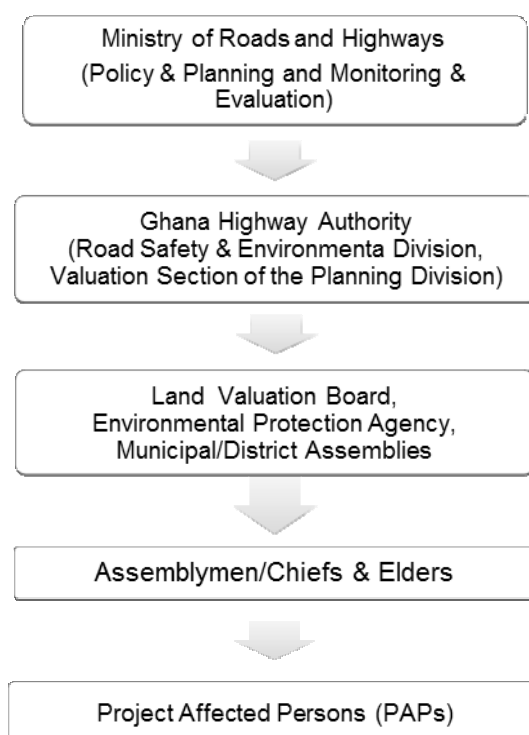 Ministry of Roads and Highways
(Policy & Planning and Monitoring &
Evaluation)
Ghana Highway Authority
(Road Safety & Environmenta Division,
Valuation Section of the Planning Division)
Land Valuation Board,
Environmental Protection Agency,
Municipal/District Assemblies
Assemblymen/Chiefs & Elders
Project Affected Persons (PAPs)